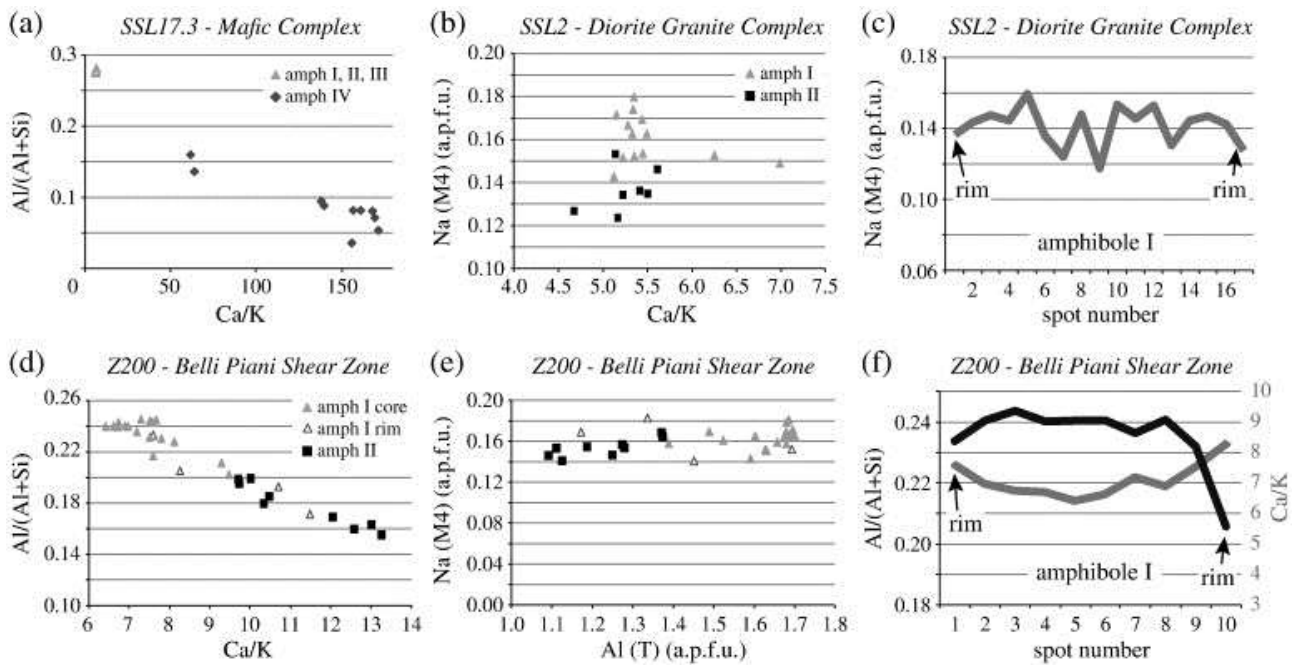 (a) SSL17.3 - Mafic Complex
0.3
0.2
0.1
0
Al/(Al+Si)
amph I, II, III
amph IV
0 50 100 150
Ca/K
(b) SSL2 - Diorite Granite Complex
0.20
0.18
0.16
0.14
0.12
0.10
Na (M4) (a.p.f.u.)
amph I
amph II
4.0 4.5 5.0 5.5 6.0 6.5 7.0 7.5
Ca/K
(c) SSL2 - Diorite Granite Complex
0.18
0.14
0.10
0.06
Na (M4) (a.p.f.u.)
rim
rim
amphibole I
2 4 6 8 10 12 14 16
spot number
(d) Z200 - Belli Piani Shear Zone
0.26
0.22
0.18
0.14
0.10
Al/(Al+Si)
amph I core
amph I rim
amph II
6 7 8 9 10 11 12 13 14
Ca/K
(e) Z200 - Belli Piani Shear Zone
0.20
0.16
0.12
0.08
0.04
0.00
Na (M4) (a.p.f.u.)
1.0 1.1 1.2 1.3 1.4 1.5 1.6 1.7 1.8
Al (T) (a.p.f.u.)
(f) Z200 - Belli Piani Shear Zone
0.24
0.22
0.20
0.18
Al/(Al+Si)
10
9
8
7
6
5
4
3
Ca/K
rim
rim
amphibole I
1 2 3 4 5 6 7 8 9 10
spot number